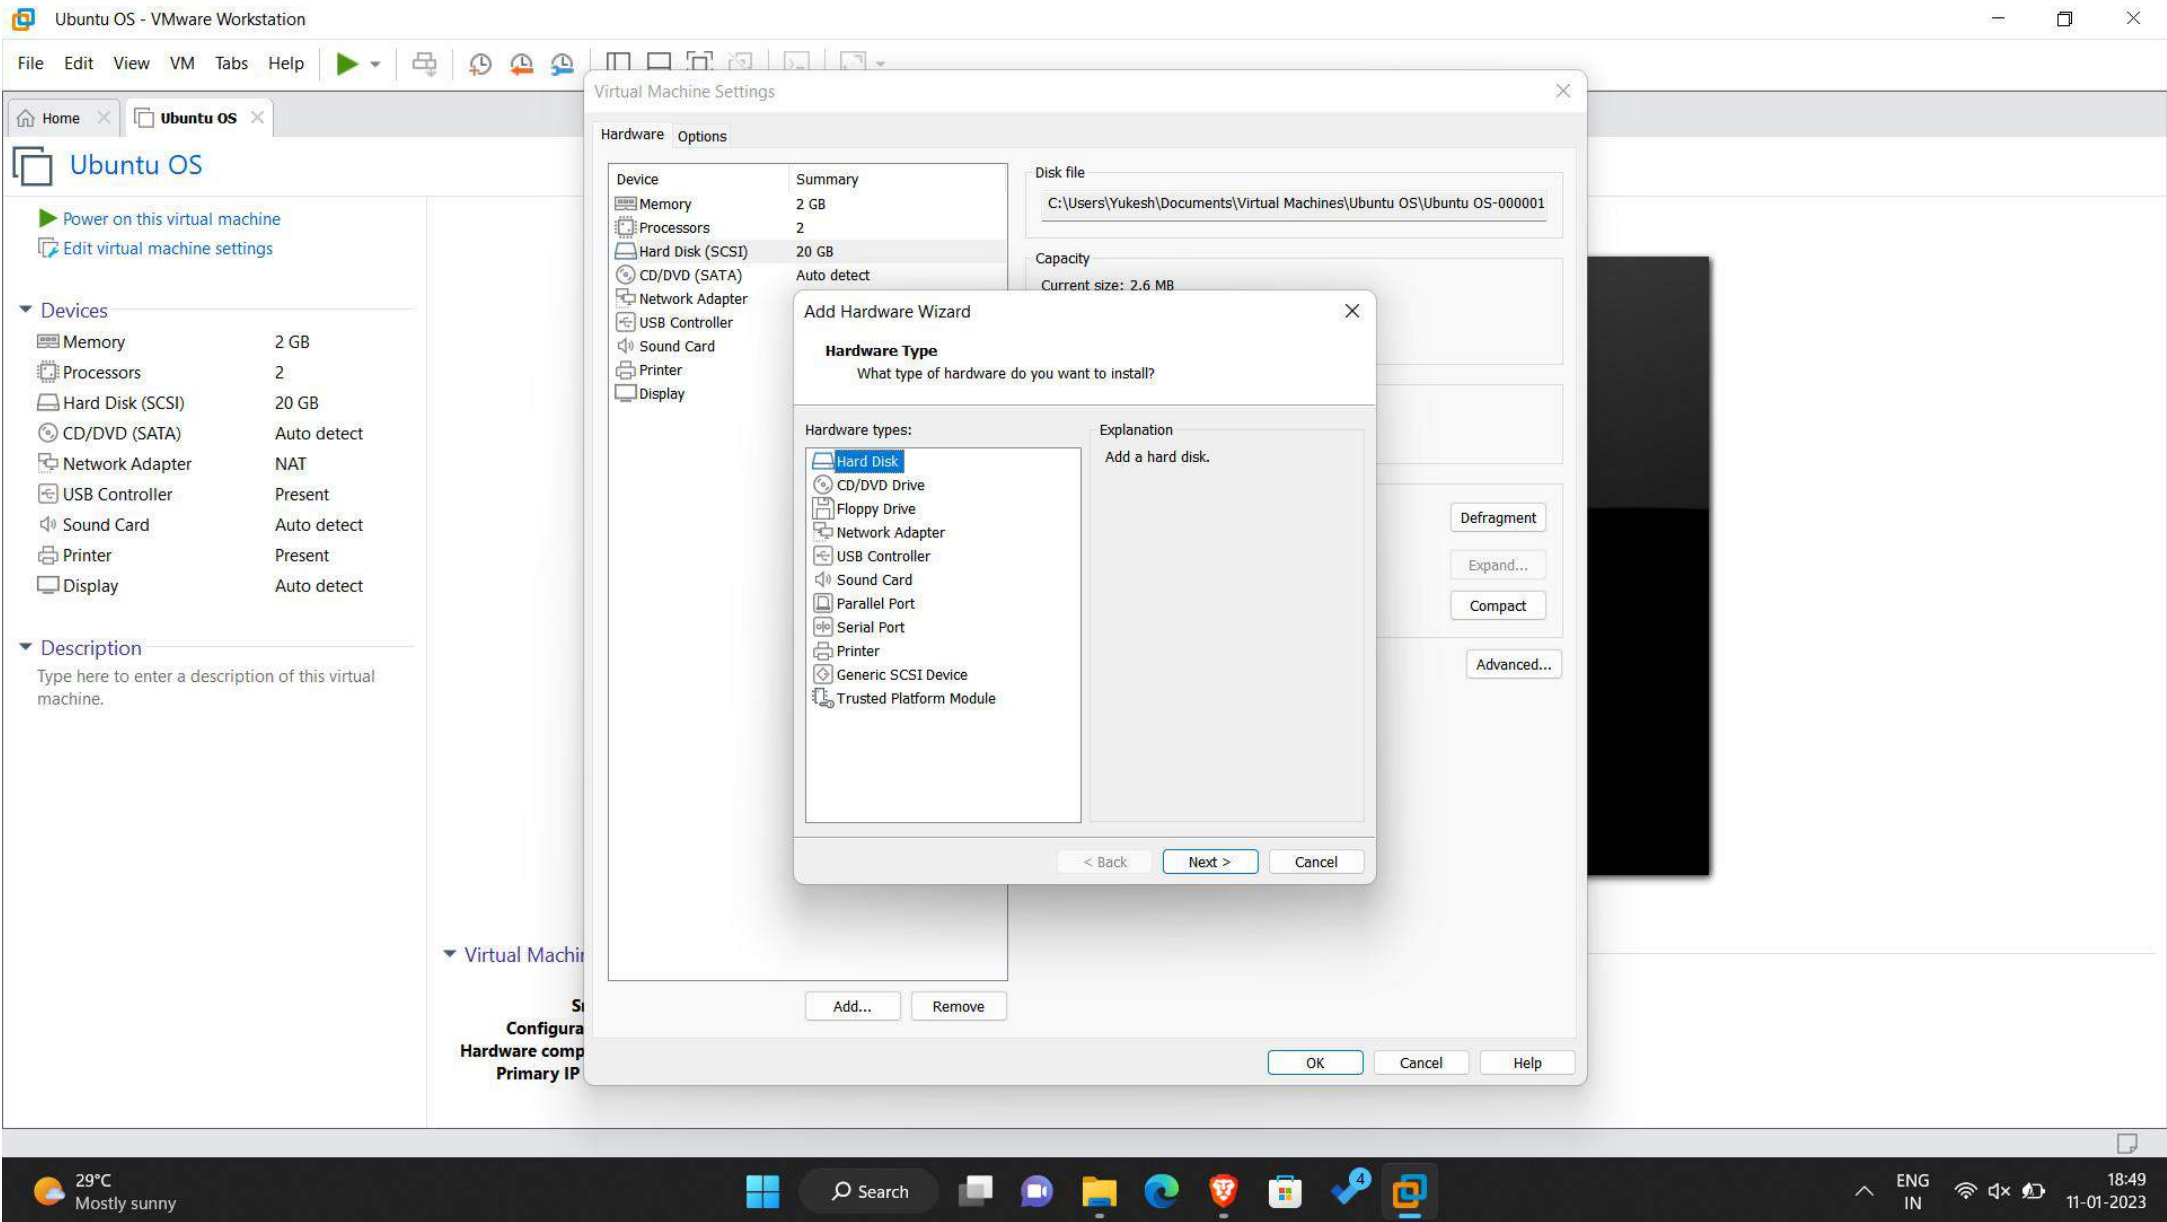 Ubuntu OS - VMware Workstation
File Edit View VM Tabs Help
Home
Ubuntu OS
Ubuntu OS
Power on this virtual machine
Edit virtual machine settings
Devices
Memory 2 GB
Processors 2
Hard Disk (SCSI) 20 GB
CD/DVD (SATA) Auto detect
Network Adapter NAT
USB Controller Present
Sound Card Auto detect
Printer Present
Display Auto detect
Description
Type here to enter a description of this virtual
machine.
Virtual Machin
Configura
Hardware comp
Primary IP
Virtual Machine Settings
Hardware Options
Device Summary
Memory 2 GB
Processors 2
Hard Disk (SCSI) 20 GB
CD/DVD (SATA) Auto detect
Network Adapter
USB Controller
Sound Card
Printer
Display
Add... Remove
Disk file
C:\Users\Yukesh\Documents\Virtual Machines\Ubuntu OS\Ubuntu OS-000001
Capacity
Current size: 2.6 MB
Defragment
Expand...
Compact
Advanced...
OK Cancel Help
Add Hardware Wizard
Hardware Type
What type of hardware do you want to install?
Hardware types:
Hard Disk
CD/DVD Drive
Floppy Drive
Network Adapter
USB Controller
Sound Card
Parallel Port
Serial Port
Printer
Generic SCSI Device
Trusted Platform Module
Explanation
Add a hard disk.
< Back Next > Cancel
29°C
Mostly sunny
Search
4
ENG
IN
18:49
11-01-2023